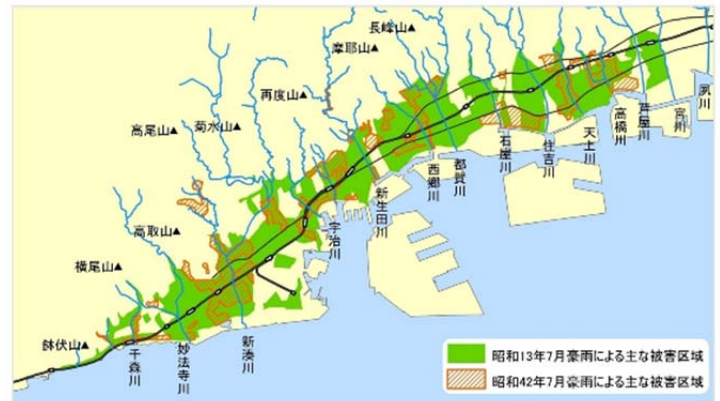 長峰山▲
摩耶山▲
再度山▲
高尾山▲
菊水山▲
高取山▲
横尾山▲
鉢伏山▲
夙川
宮川
芦屋川
高橋川
天上川
住吉川
石屋川
都賀川
西郷川
新生田川
宇治川
新湊川
妙法寺川
千森川
昭和13年7月豪雨による主な被害区域
昭和42年7月豪雨による主な被害区域